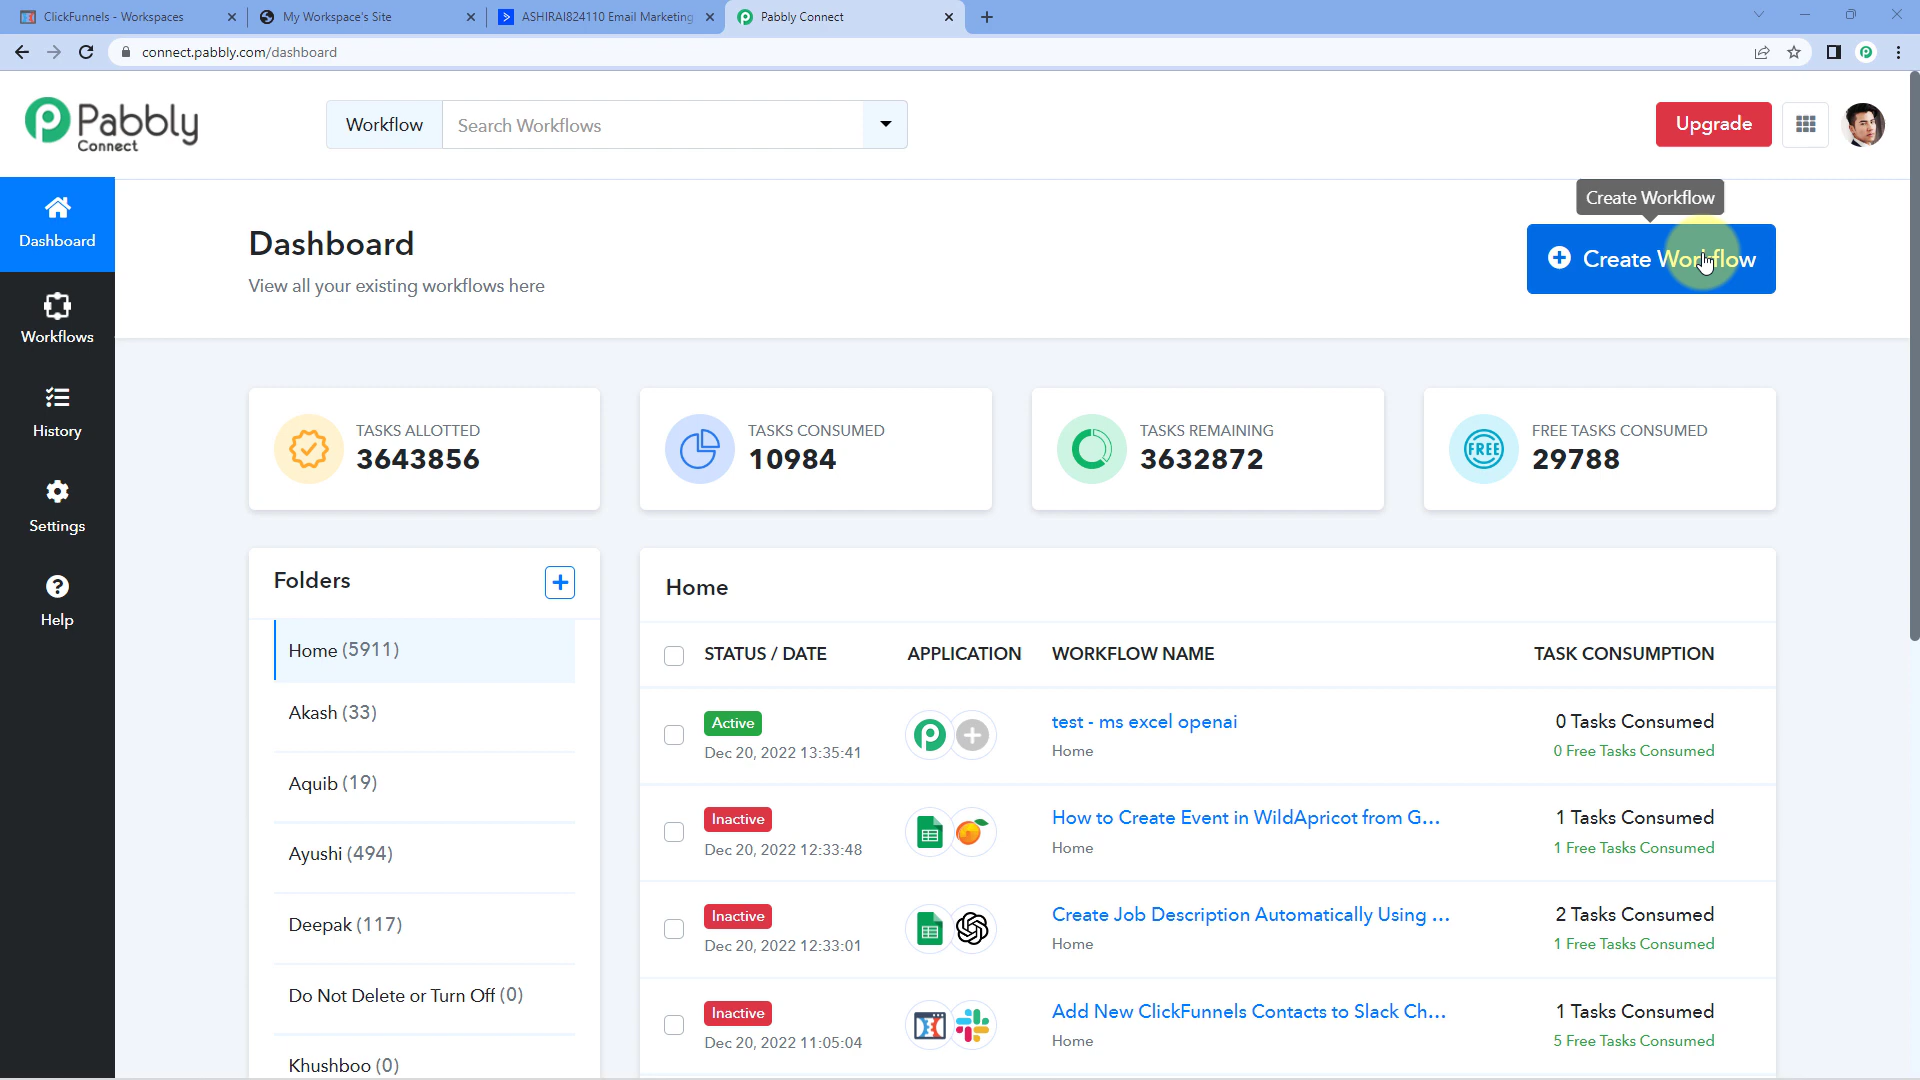 ClickFunnels - Workspaces
My Workspace's Site
ASHIRAI824110 Email Marketing
Pabbly Connect
connect.pabbly.com/dashboard
Pabbly
Connect
Workflow
Search Workflows
Upgrade
Create Workflow
Dashboard
Dashboard
View all your existing workflows here
Create Workflow
Workflows
History
Settings
Help
TASKS ALLOTTED
3643856
TASKS CONSUMED
10984
TASKS REMAINING
3632872
FREE
FREE TASKS CONSUMED
29788
Folders
Home (5911)
Akash (33)
Aquib (19)
Ayushi (494)
Deepak (117)
Do Not Delete or Turn Off (0)
Khushboo (0)
Home
STATUS / DATE
APPLICATION
WORKFLOW NAME
TASK CONSUMPTION
Active
Dec 20, 2022 13:35:41
test - ms excel openai
Home
0 Tasks Consumed
0 Free Tasks Consumed
Inactive
Dec 20, 2022 12:33:48
How to Create Event in WildApricot from G...
Home
1 Tasks Consumed
1 Free Tasks Consumed
Inactive
Dec 20, 2022 12:33:01
Create Job Description Automatically Using ...
Home
2 Tasks Consumed
1 Free Tasks Consumed
Inactive
Dec 20, 2022 11:05:04
Add New ClickFunnels Contacts to Slack Ch...
Home
1 Tasks Consumed
5 Free Tasks Consumed